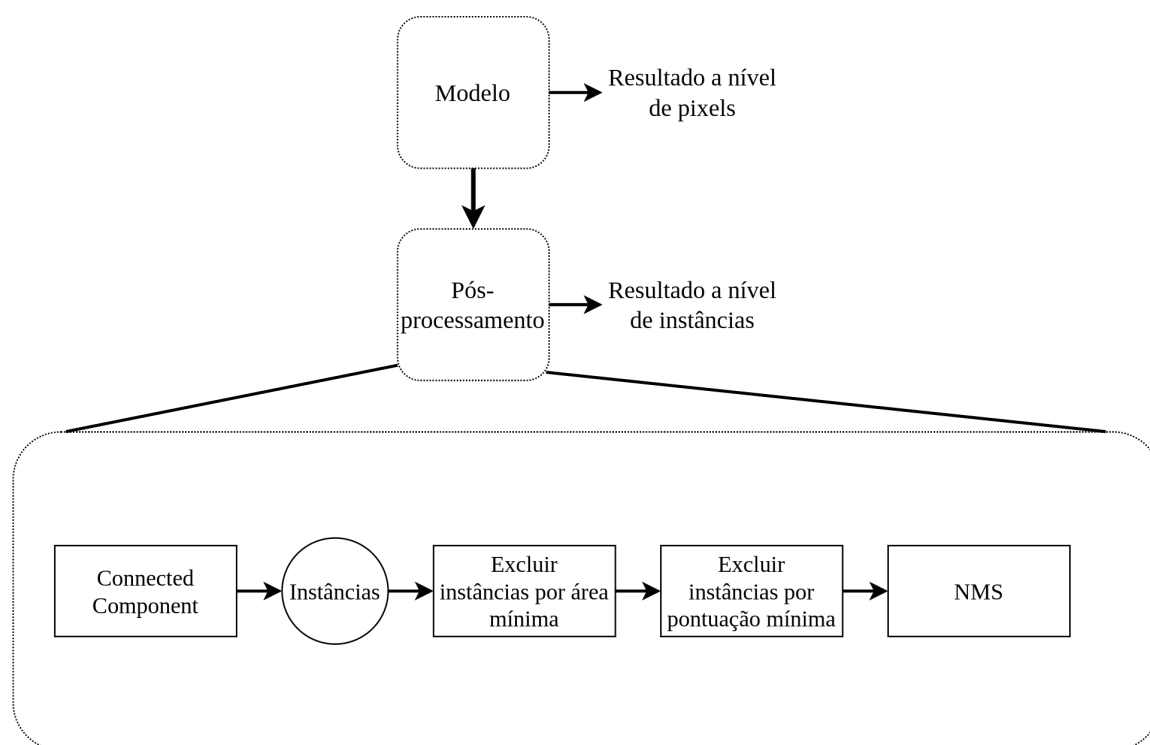 Modelo
Resultado a nível
de pixels
Pós-
processamento
Resultado a nível
de instâncias
Connected
Component
Instâncias
Excluir
instâncias por área
mínima
Excluir
instâncias por
pontuação mínima
NMS